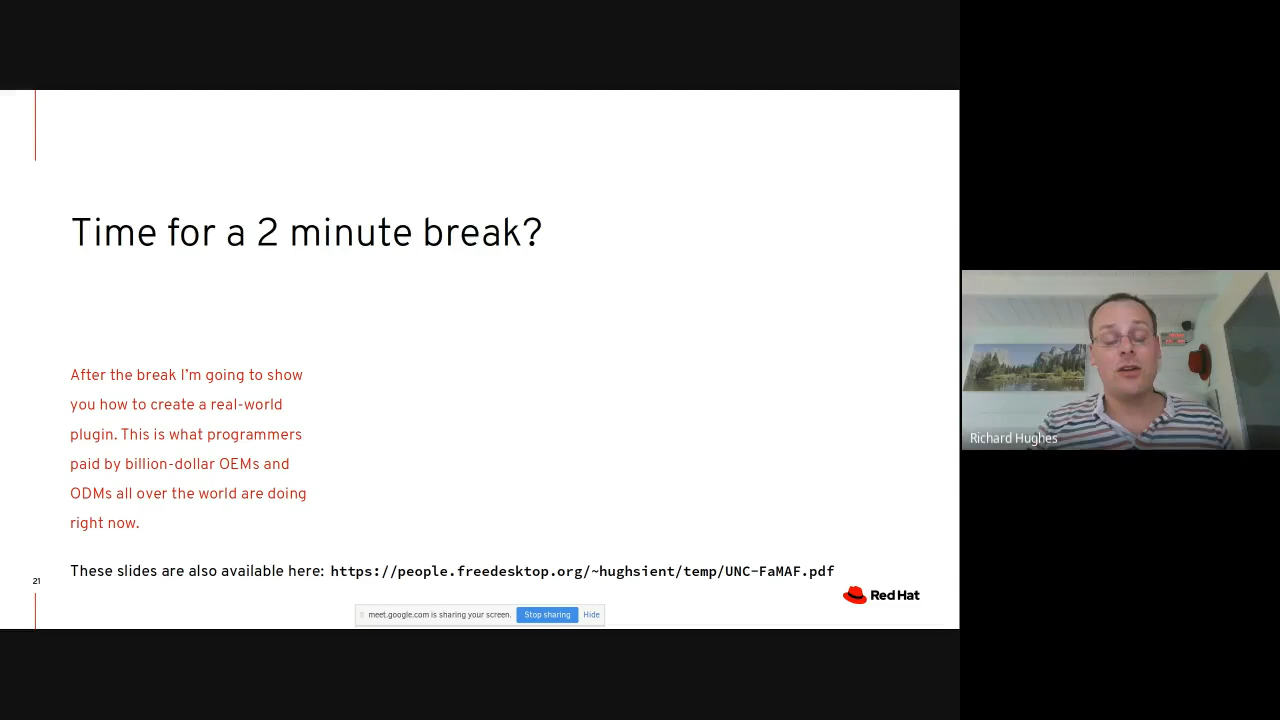 Time for a 2 minute break?
After the break I’m going to show
you how to create a real-world
plugin. This is what programmers
paid by billion-dollar OEMs and
ODMs all over the world are doing
right now.
These slides are also available here: https://people.freedesktop.org/~hughsient/temp/UNC-FaMAF.pdf
21
Red Hat
meet.google.com is sharing your screen. Stop sharing Hide
Richard Hughes